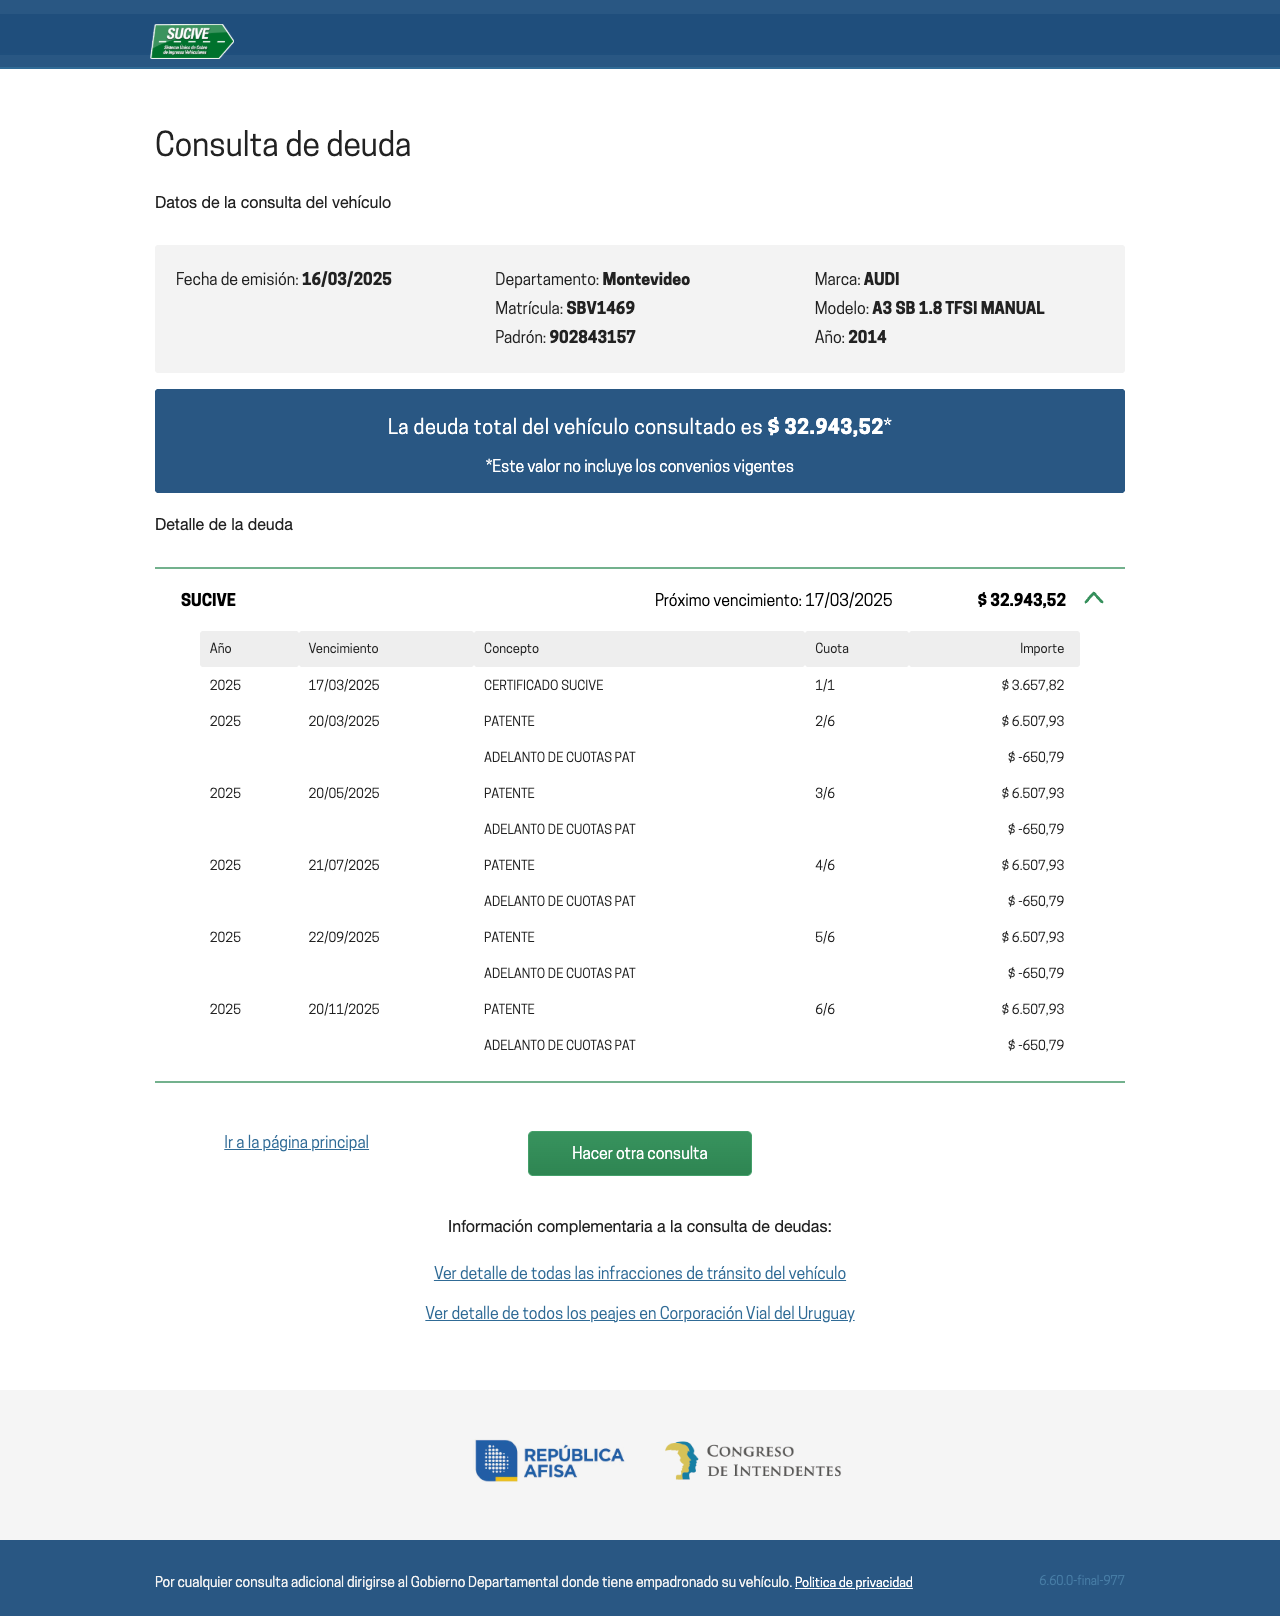 SUCIVE
Sistema Único de Cobro
de Ingresos Vehiculares
Consulta de deuda
Datos de la consulta del vehículo
Fecha de emisión: 16/03/2025 Departamento: Montevideo Marca: AUDI
Matrícula: SBV1469 Modelo: A3 SB 1.8 TFSI MANUAL
Padrón: 902843157 Año: 2014
La deuda total del vehículo consultado es $ 32.943,52*
*Este valor no incluye los convenios vigentes
Detalle de la deuda
SUCIVE Próximo vencimiento: 17/03/2025 $ 32.943,52
Año Vencimiento Concepto Cuota Importe
2025 17/03/2025 CERTIFICADO SUCIVE 1/1 $ 3.657,82
2025 20/03/2025 PATENTE 2/6 $ 6.507,93
ADELANTO DE CUOTAS PAT $ -650,79
2025 20/05/2025 PATENTE 3/6 $ 6.507,93
ADELANTO DE CUOTAS PAT $ -650,79
2025 21/07/2025 PATENTE 4/6 $ 6.507,93
ADELANTO DE CUOTAS PAT $ -650,79
2025 22/09/2025 PATENTE 5/6 $ 6.507,93
ADELANTO DE CUOTAS PAT $ -650,79
2025 20/11/2025 PATENTE 6/6 $ 6.507,93
ADELANTO DE CUOTAS PAT $ -650,79
Ir a la página principal Hacer otra consulta
Información complementaria a la consulta de deudas:
Ver detalle de todas las infracciones de tránsito del vehículo
Ver detalle de todos los peajes en Corporación Vial del Uruguay
REPÚBLICA
AFISA
CONGRESO
DE INTENDENTES
Por cualquier consulta adicional dirigirse al Gobierno Departamental donde tiene empadronado su vehículo. Politica de privacidad 6.60.0-final-977